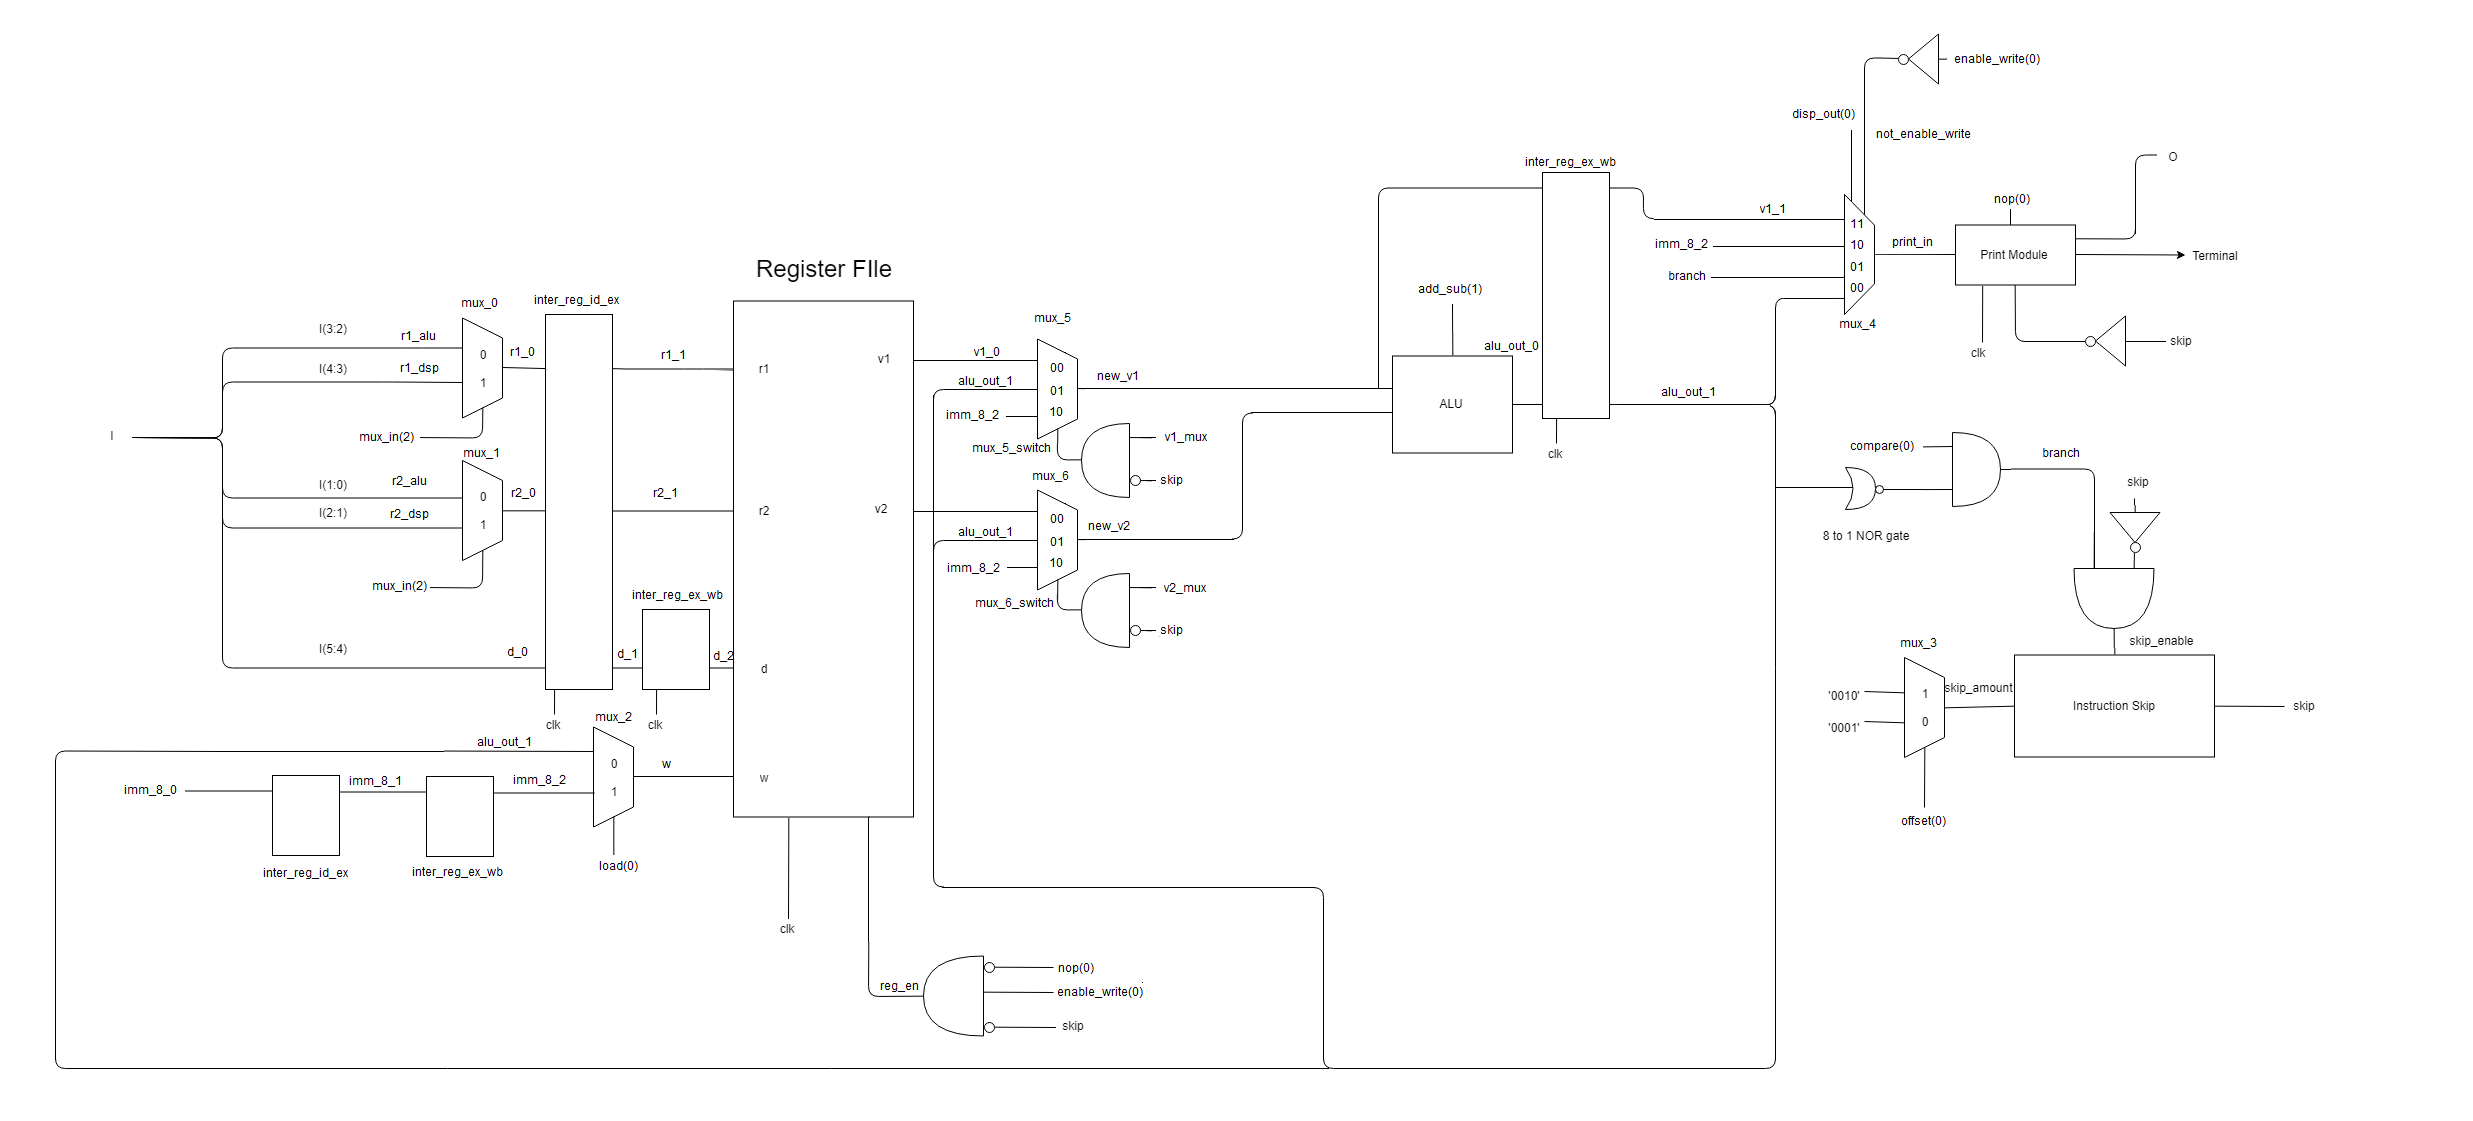 enable_write(0)
disp_out(0)
not_enable_write
inter_reg_ex_wb
O
nop(0)
v1_1
11
imm_8_2
10
print_in
Print Module
Terminal
branch
01
00
mux_4
clk
skip
Register FIle
add_sub(1)
alu_out_0
ALU
clk
alu_out_1
mux_0
inter_reg_id_ex
I(3:2)
r1_alu
0
r1_0
r1_1
I(4:3)
r1_dsp
1
mux_in(2)
I
mux_1
I(1:0)
r2_alu
0
r2_0
r2_1
I(2:1)
r2_dsp
1
mux_in(2)
inter_reg_ex_wb
I(5:4)
d_0
d_1
d_2
clk
clk
r1
v1
r2
v2
d
w
mux_5
v1_0
00
new_v1
alu_out_1
01
imm_8_2
10
v1_mux
mux_5_switch
skip
mux_6
00
new_v2
alu_out_1
01
imm_8_2
10
v2_mux
mux_6_switch
skip
compare(0)
branch
skip
8 to 1 NOR gate
skip_enable
mux_3
'0010'
1
skip_amount
Instruction Skip
skip
'0001'
0
offset(0)
mux_2
alu_out_1
0
w
imm_8_0
imm_8_1
imm_8_2
1
inter_reg_id_ex
inter_reg_ex_wb
load(0)
clk
nop(0)
reg_en
enable_write(0)
skip